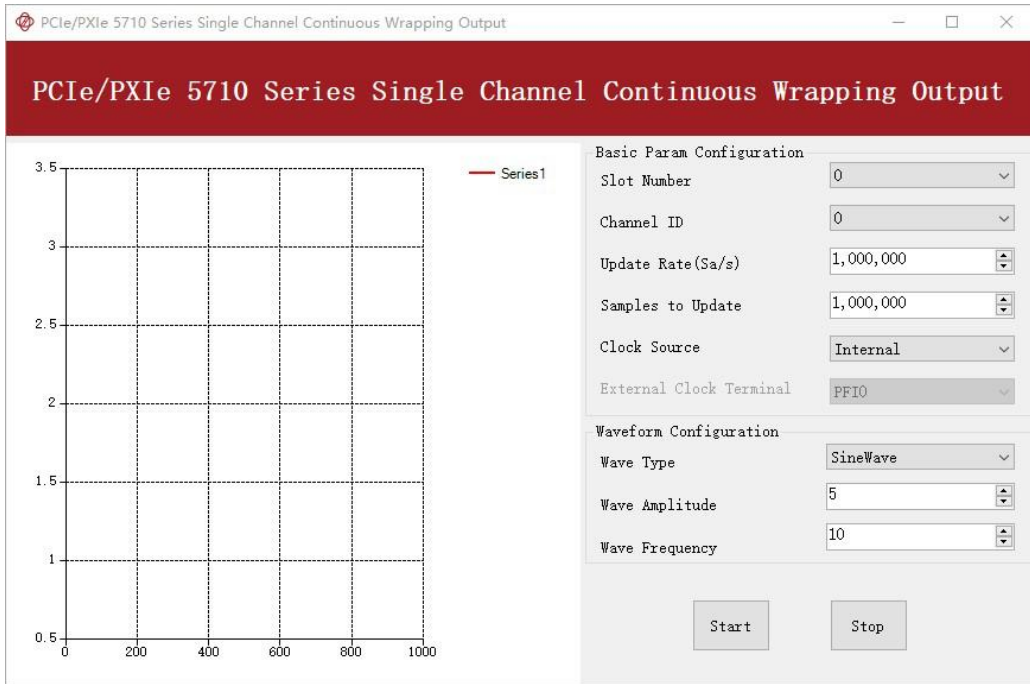 PCIe/PXIe 5710 Series Single Channel Continuous Wrapping Output
PCIe/PXIe 5710 Series Single Channel Continuous Wrapping Output
3.5
3
2.5
2
1.5
1
0.5
0 200 400 600 800 1000
Series1
Basic Param Configuration
Slot Number 0
Channel ID 0
Update Rate(Sa/s) 1,000,000
Samples to Update 1,000,000
Clock Source Internal
External Clock Terminal PFI0
Waveform Configuration
Wave Type SineWave
Wave Amplitude 5
Wave Frequency 10
Start Stop